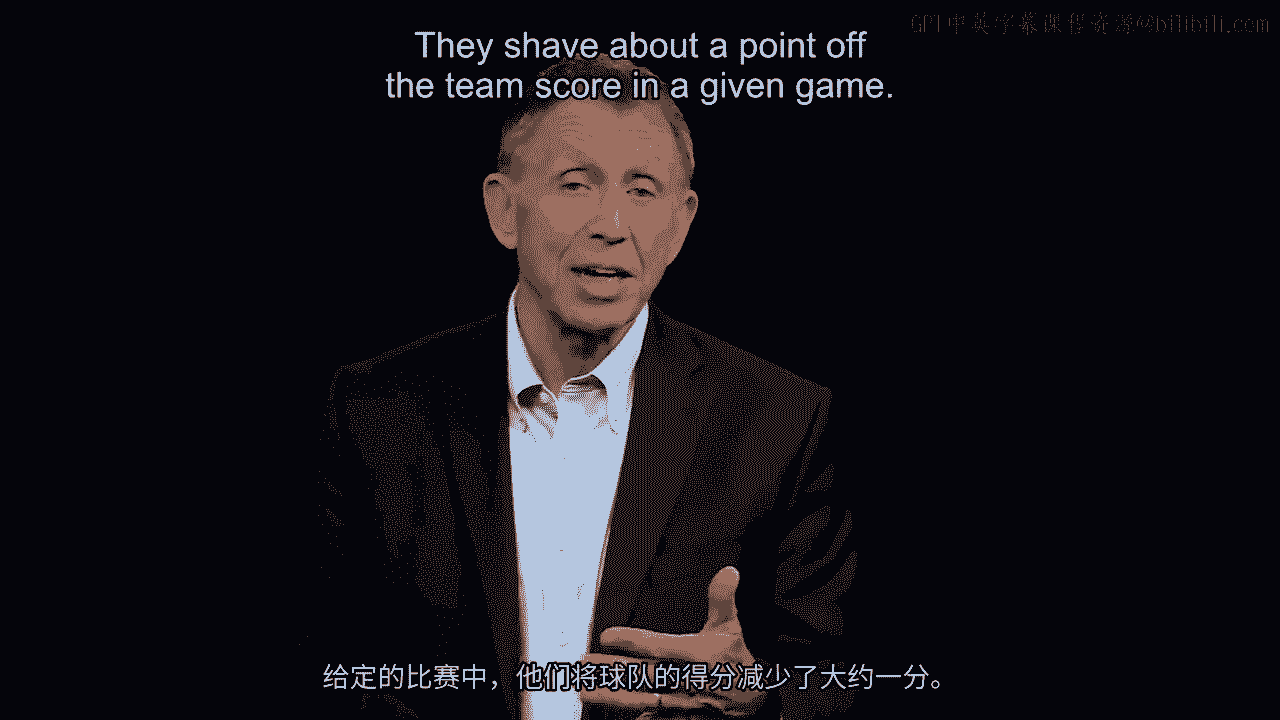 GPT中英字幕课程资源@bilibili.com
They shave about a point off
the team score in a given game.
给定的比赛中，他们将球队的得分减少了大约一分。